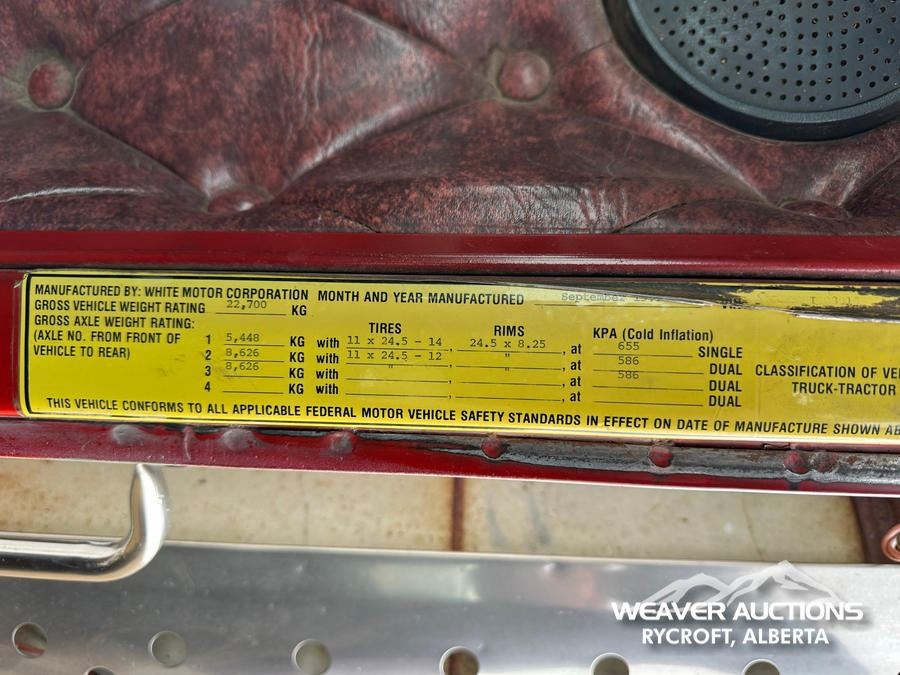 MANUFACTURED BY: WHITE MOTOR CORPORATION MONTH AND YEAR MANUFACTURED September
GROSS VEHICLE WEIGHT RATING 22,700 KG
GROSS AXLE WEIGHT RATING: TIRES RIMS KPA (Cold Inflation)
(AXLE NO. FROM FRONT OF 1 5,448 KG with 11 x 24.5 - 14 , 24.5 x 8.25 , at 655 SINGLE
VEHICLE TO REAR) 2 8,626 KG with 11 x 24.5 - 12 , " , at 586 DUAL CLASSIFICATION OF
3 8,626 KG with " , " , at 586 DUAL TRUCK-TRACTOR
4 KG with , , at DUAL
THIS VEHICLE CONFORMS TO ALL APPLICABLE FEDERAL MOTOR VEHICLE SAFETY STANDARDS IN EFFECT ON DATE OF MANUFACTURE SHOWN
WEAVER AUCTIONS
RYCROFT, ALBERTA